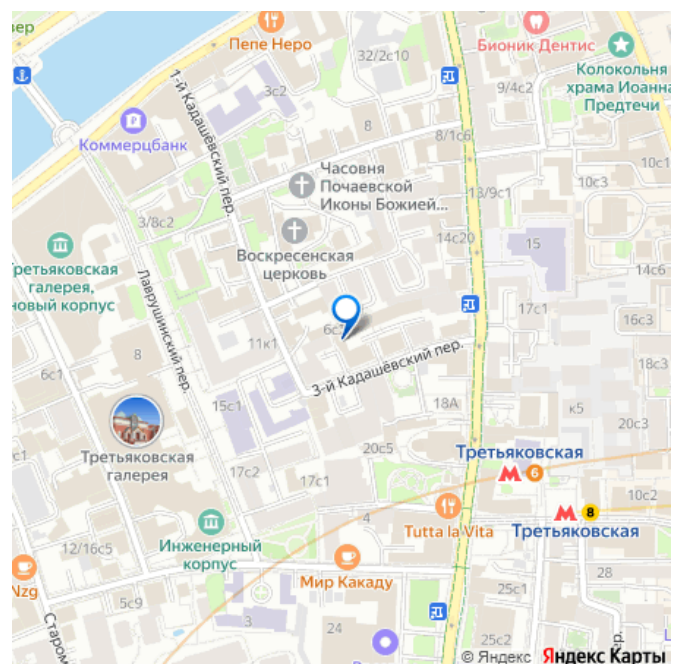 вер
Пепе Неро
32/2с10
Бионик Дентис
Колокольня
храма Иоанна
Предтечи
3с2
9/4с2
Коммерцбанк
1-й Кадашёвский пер.
8
8/1с6
10с1
Часовня
Почаевской
Иконы Божией...
13/9с1
10с3
3/8с2
Воскресенская
церковь
14с20
15
14с6
Третьяковская
галерея,
новый корпус
Лаврушинский пер.
17с1
16с3
11к1
8
3-й Кадашёвский пер.
18с3
6с1
15с1
18А
к5
20с3
Третьяковская
галерея
17с2
20с5
Третьяковская
М 6
10с2
17с1
М 8
Третьяковская
4
Tutta la Vita
Инженерный
корпус
12/16с5
Мир Какаду
28
Nzg
5с9
25с1
3
24
25с2
пер.
Старом
© Яндекс Яндекс Карты